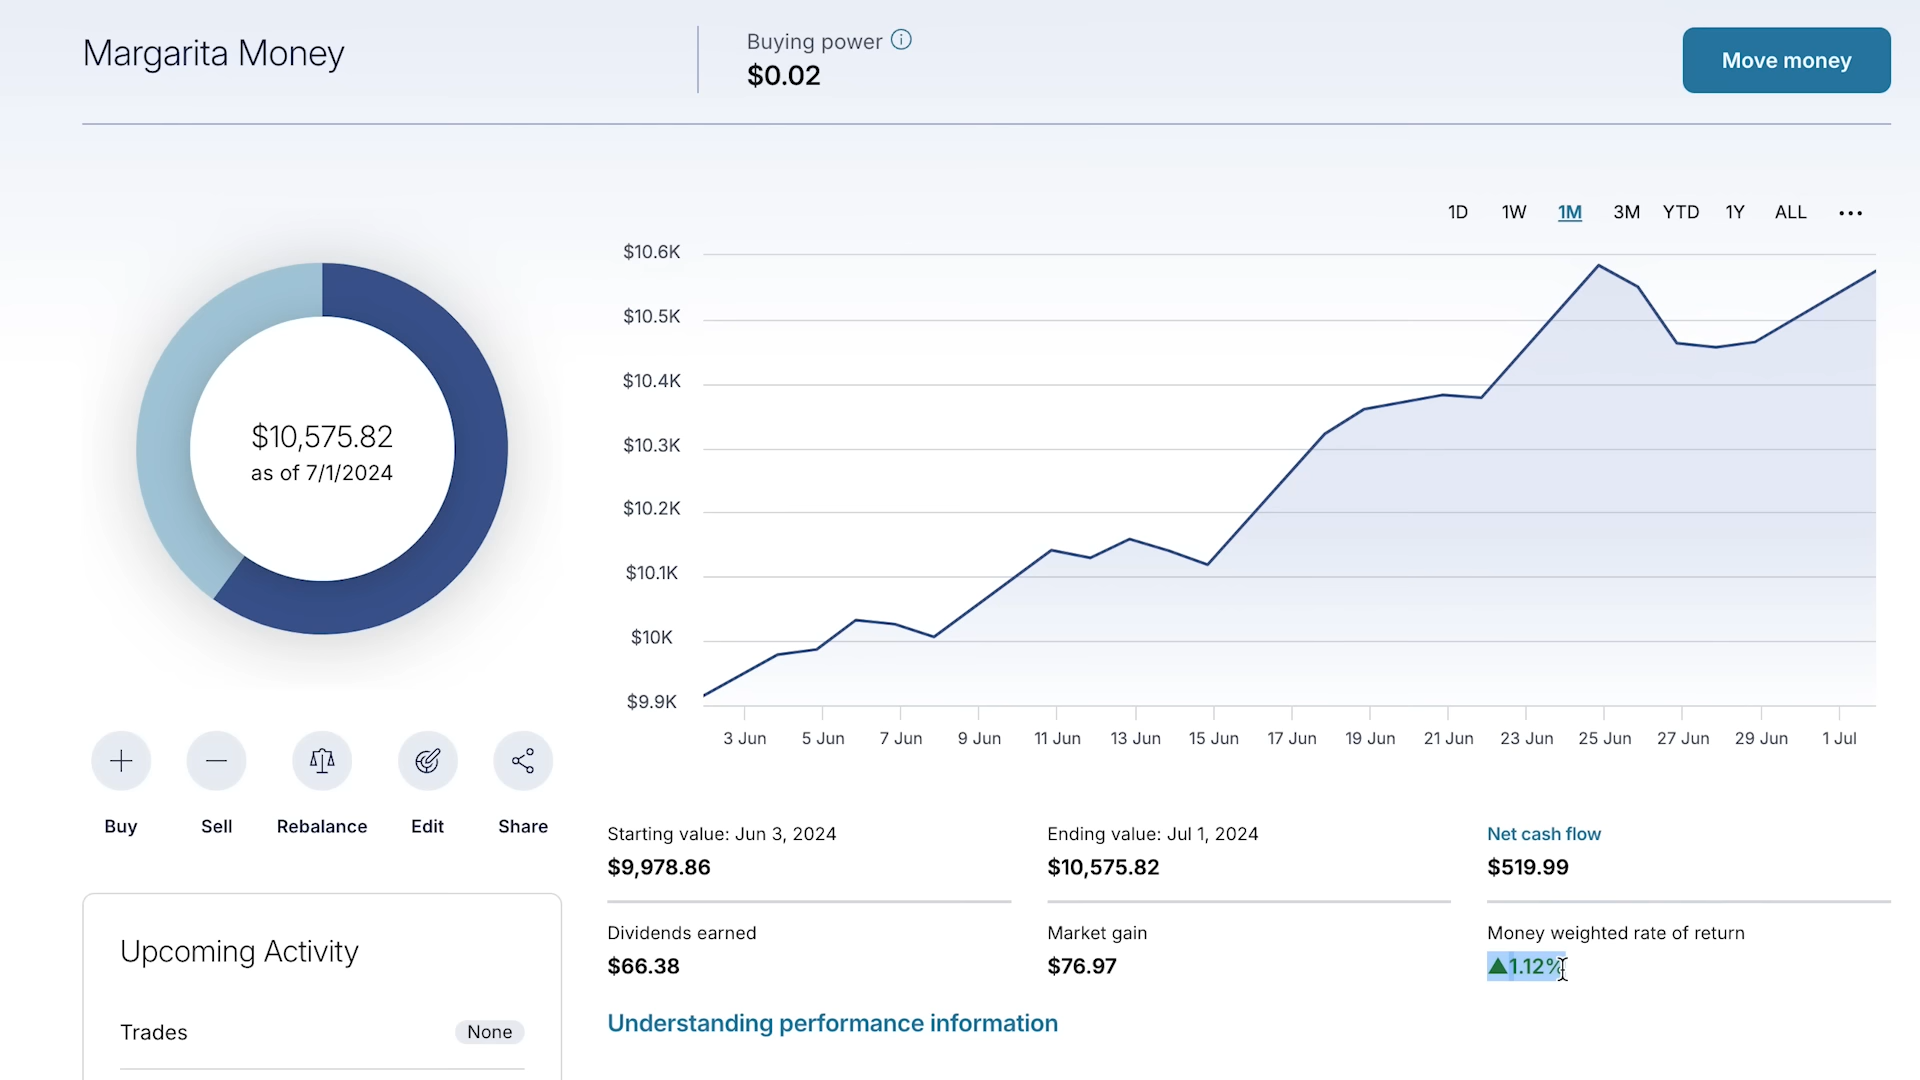 Margarita Money
Buying power
$0.02
Move money
1D 1W 1M 3M YTD 1Y ALL ...
$10.6K
$10.5K
$10.4K
$10.3K
$10.2K
$10.1K
$10K
$9.9K
3 Jun 5 Jun 7 Jun 9 Jun 11 Jun 13 Jun 15 Jun 17 Jun 19 Jun 21 Jun 23 Jun 25 Jun 27 Jun 29 Jun 1 Jul
$10,575.82
as of 7/1/2024
Buy Sell Rebalance Edit Share
Starting value: Jun 3, 2024
$9,978.86
Ending value: Jul 1, 2024
$10,575.82
Net cash flow
$519.99
Dividends earned
$66.38
Market gain
$76.97
Money weighted rate of return
▲1.12%
Understanding performance information
Upcoming Activity
Trades None